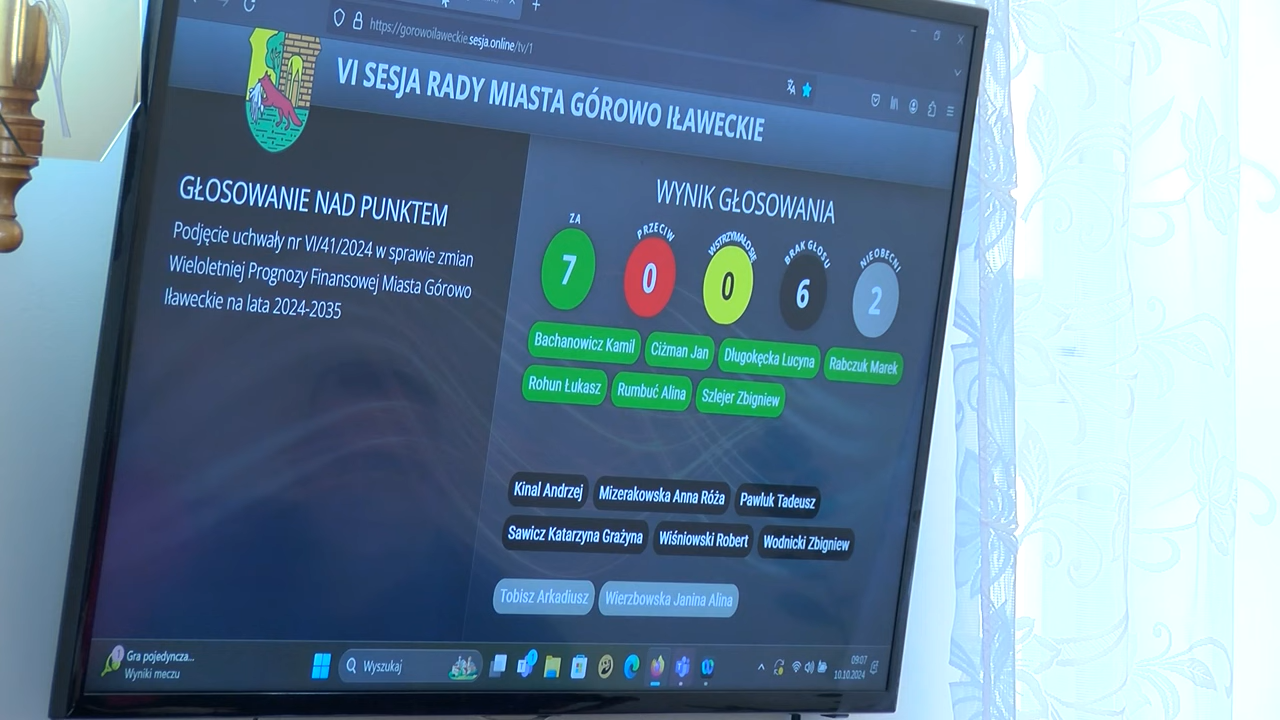 https://gorowoilaweckie.sesja.online/tv/1
VI SESJA RADY MIASTA GÓROWO IŁAWECKIE
GŁOSOWANIE NAD PUNKTEM
Podjęcie uchwały nr VI/41/2024 w sprawie zmian
Wieloletniej Prognozy Finansowej Miasta Górowo
Iławeckie na lata 2024-2035
WYNIK GŁOSOWANIA
ZA PRZECIW WSTRZYMAŁO SIĘ BRAK GŁOSU NIEOBECNI
7 0 0 6 2
Bachanowicz Kamil Ciżman Jan Długokęcka Lucyna Rabczuk Marek
Rohun Łukasz Rumbuć Alina Szlejer Zbigniew
Kinal Andrzej Mizerakowska Anna Róża Pawluk Tadeusz
Sawicz Katarzyna Grażyna Wiśniowski Robert Wodnicki Zbigniew
Tobisz Arkadiusz Wierzbowska Janina Alina
1
Gra pojedyncza...
Wyniki meczu
Wyszukaj
09:07
10.10.2024